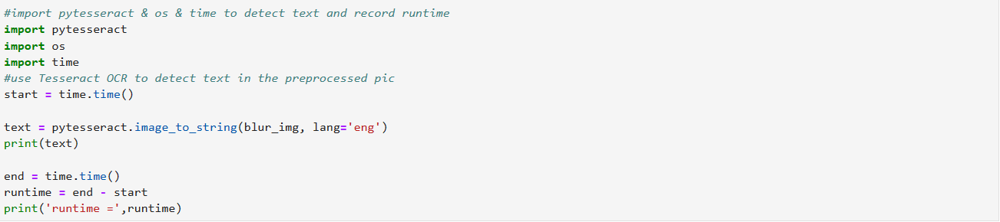 #import pytesseract & os & time to detect text and record runtime
import pytesseract
import os
import time
#use Tesseract OCR to detect text in the preprocessed pic
start = time.time()

text = pytesseract.image_to_string(blur_img, lang='eng')
print(text)

end = time.time()
runtime = end - start
print('runtime =',runtime)